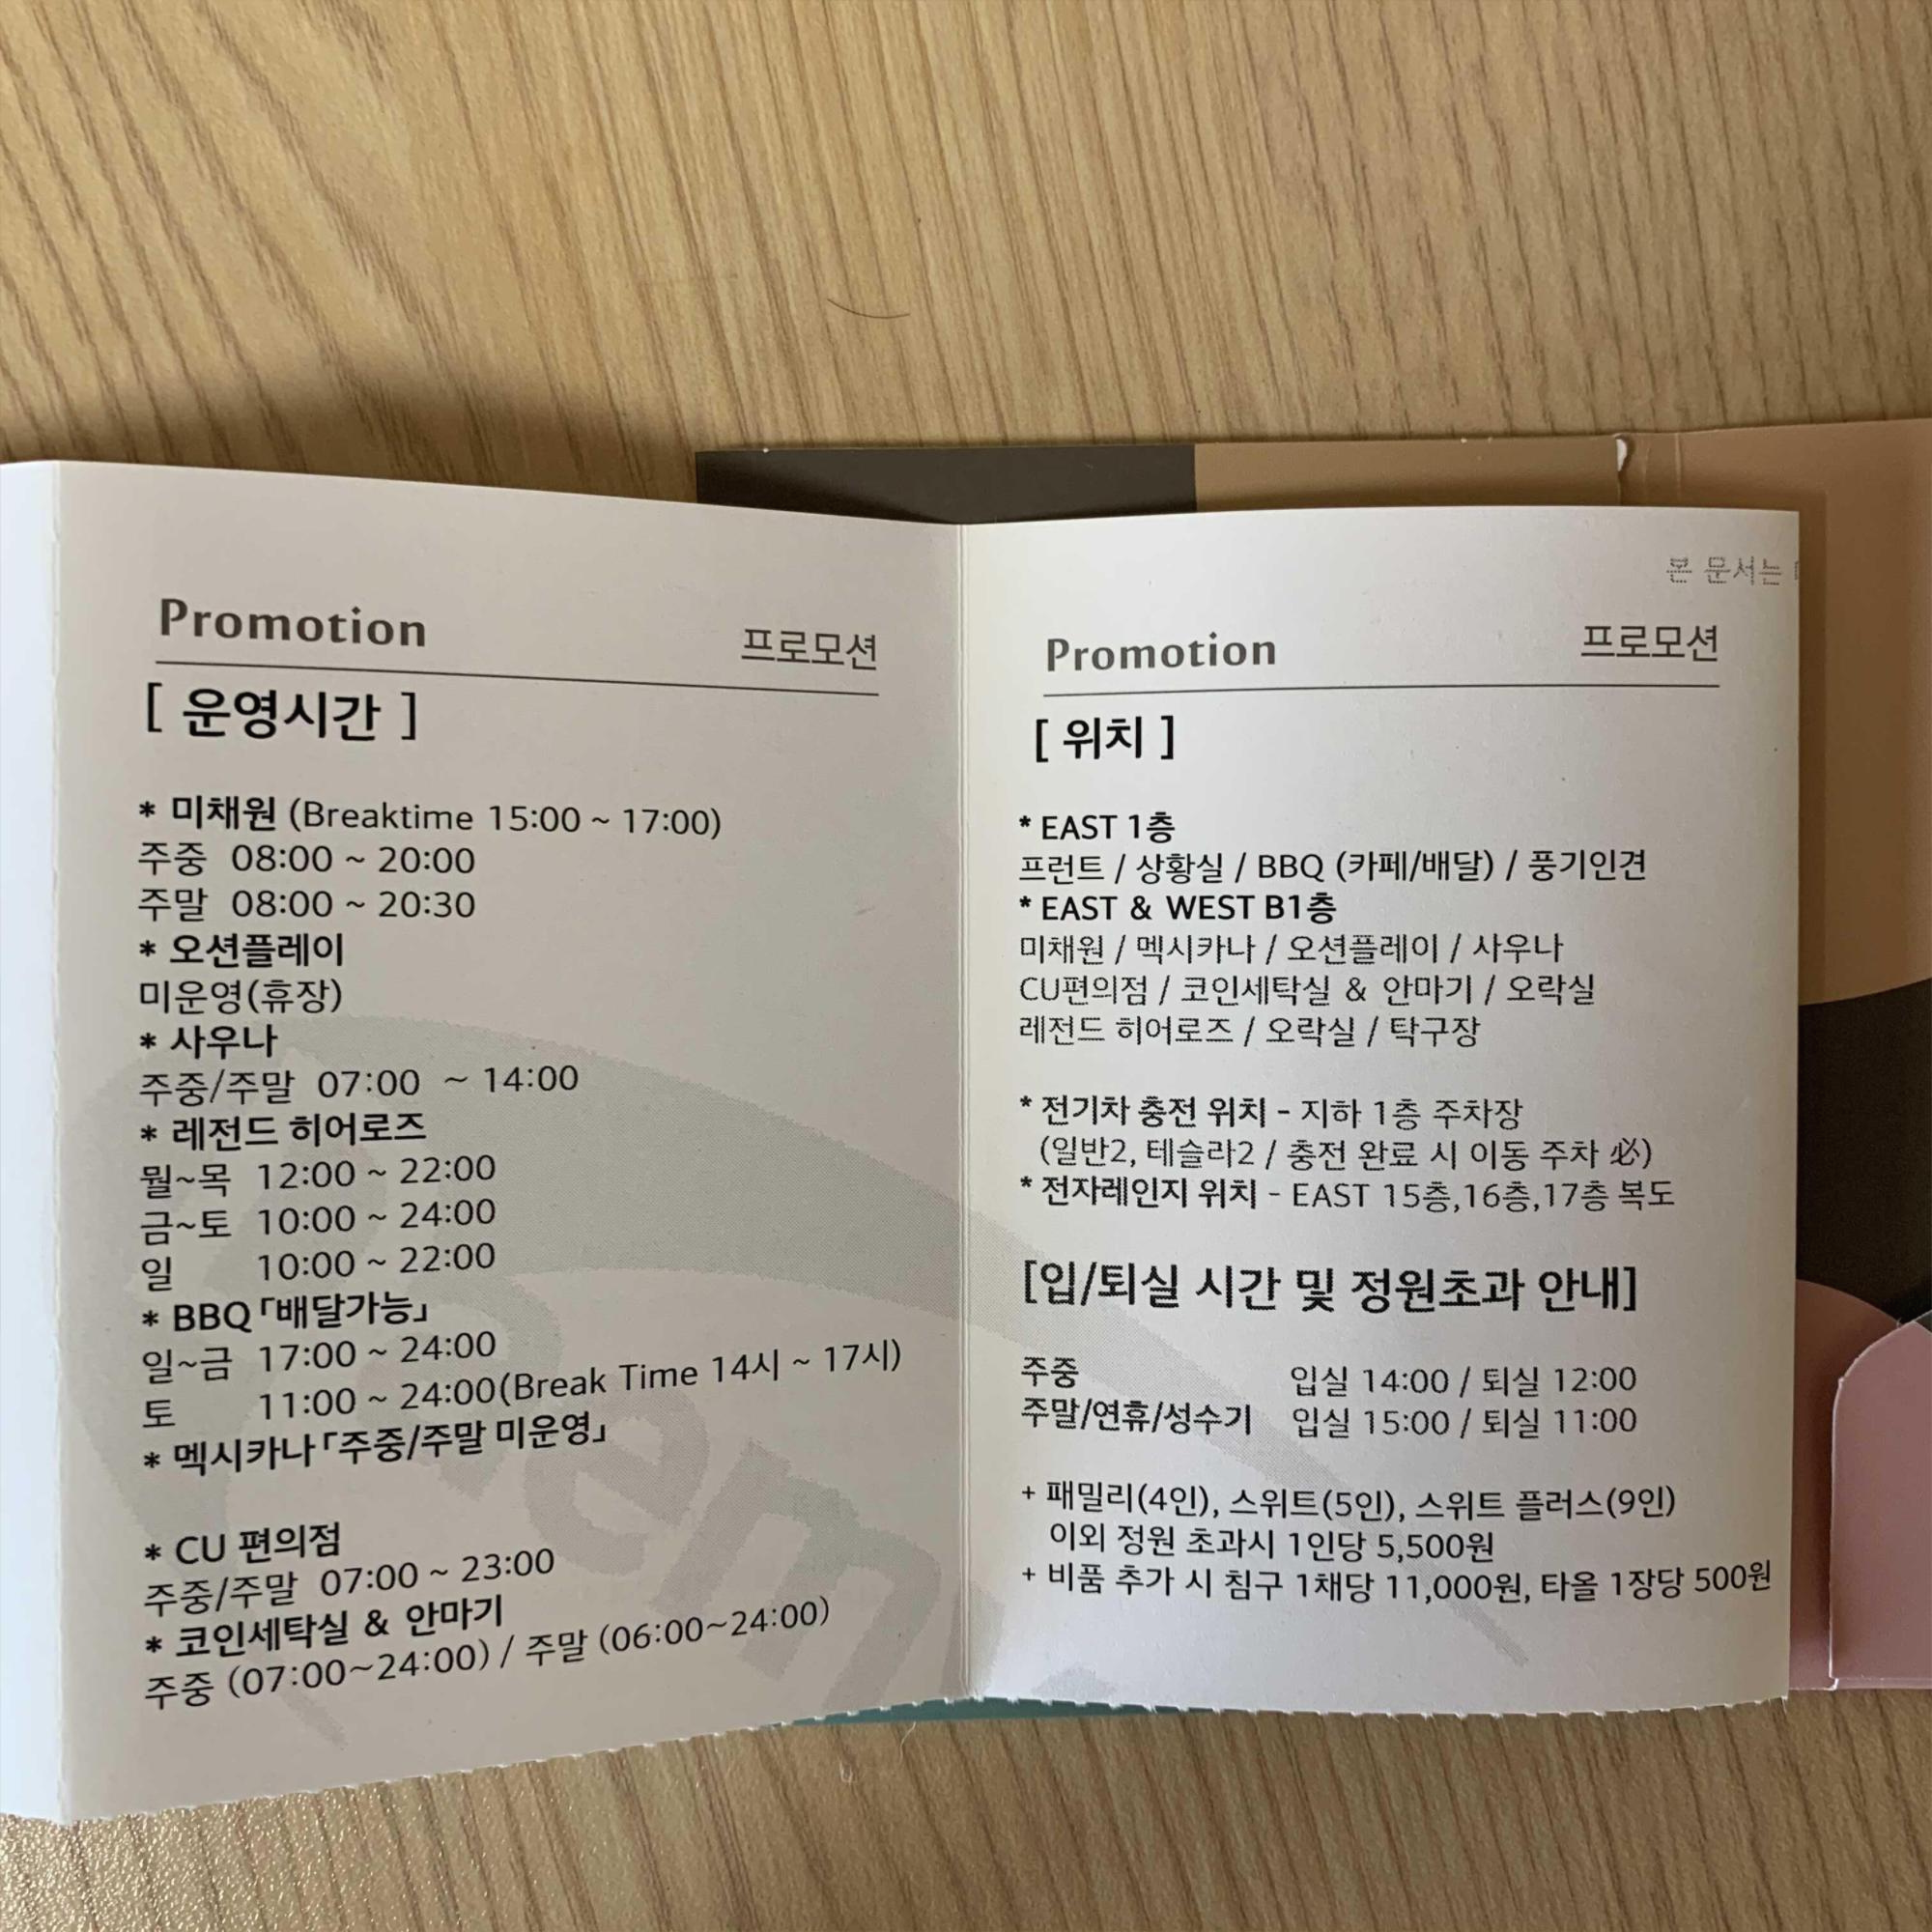 Promotion 프로모션
[ 운영시간 ]
* 미채원 (Breaktime 15:00 ~ 17:00)
주중 08:00 ~ 20:00
주말 08:00 ~ 20:30
* 오션플레이
미운영(휴장)
* 사우나
주중/주말 07:00 ~ 14:00
* 레전드 히어로즈
월~목 12:00 ~ 22:00
금~토 10:00 ~ 24:00
일 10:00 ~ 22:00
* BBQ「배달가능」
일~금 17:00 ~ 24:00
토 11:00 ~ 24:00(Break Time 14시 ~ 17시)
* 멕시카나「주중/주말 미운영」
* CU 편의점
주중/주말 07:00 ~ 23:00
* 코인세탁실 & 안마기
주중 (07:00~24:00) / 주말 (06:00~24:00)
본 문서는
Promotion 프로모션
[ 위치 ]
* EAST 1층
프런트 / 상황실 / BBQ (카페/배달) / 풍기인견
* EAST & WEST B1층
미채원 / 멕시카나 / 오션플레이 / 사우나
CU편의점 / 코인세탁실 & 안마기 / 오락실
레전드 히어로즈 / 오락실 / 탁구장
* 전기차 충전 위치 - 지하 1층 주차장
(일반2, 테슬라2 / 충전 완료 시 이동 주차 必)
* 전자레인지 위치 - EAST 15층,16층,17층 복도
[입/퇴실 시간 및 정원초과 안내]
주중 입실 14:00 / 퇴실 12:00
주말/연휴/성수기 입실 15:00 / 퇴실 11:00
+ 패밀리(4인), 스위트(5인), 스위트 플러스(9인)
이외 정원 초과시 1인당 5,500원
+ 비품 추가 시 침구 1채당 11,000원, 타올 1장당 500원